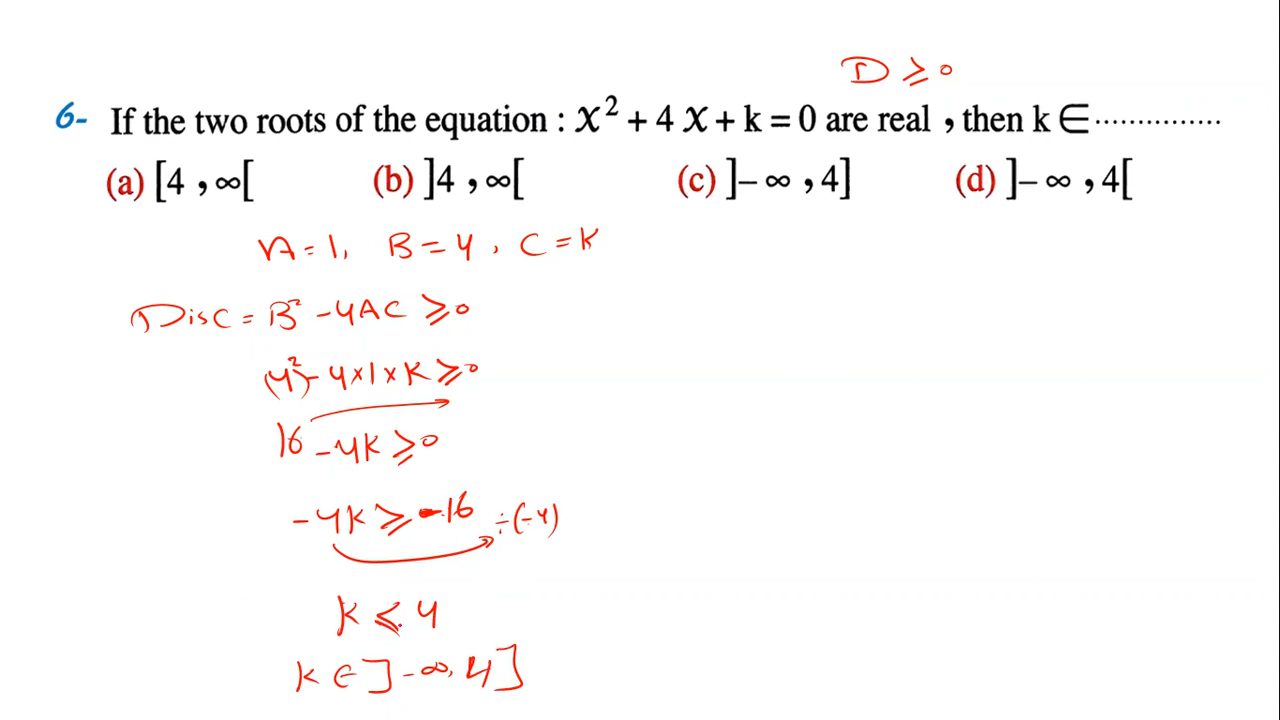 D ≥ 0
6- If the two roots of the equation : x² + 4 x + k = 0 are real , then k ∈ ...............
(a) [4 , ∞[ (b) ]4 , ∞[ (c) ]– ∞ , 4] (d) ]– ∞ , 4[
A = 1, B = 4, C = K
Disc = B² - 4AC ≥ 0
(4)² - 4 × 1 × K ≥ 0
16 - 4K ≥ 0
- 4K ≥ -16 ÷ (-4)
K ≤ 4
K ∈ ]-∞, 4]